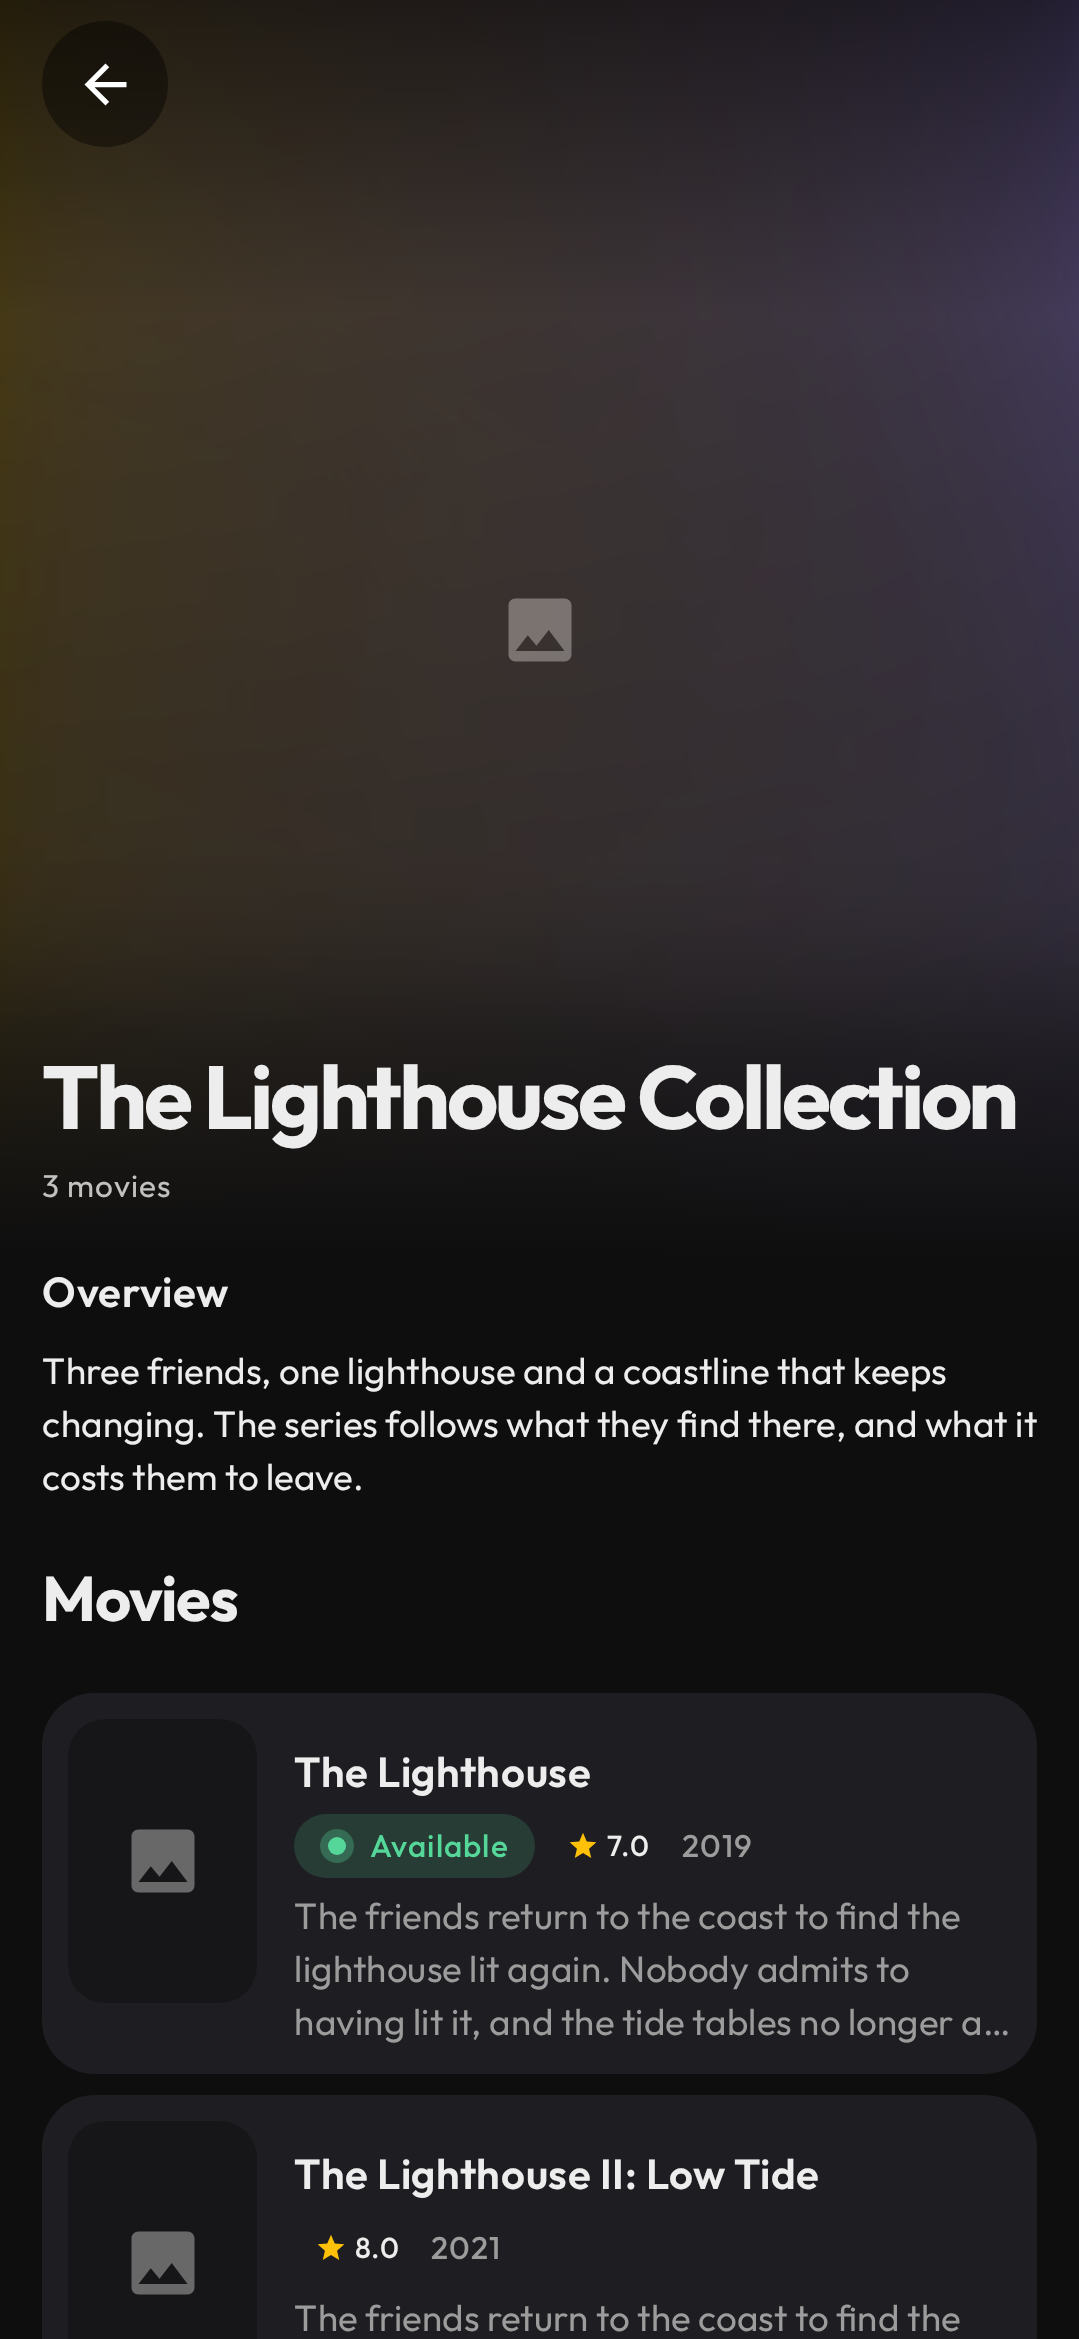 The Lighthouse Collection
3 movies
Overview
Three friends, one lighthouse and a coastline that keeps
changing. The series follows what they find there, and what it
costs them to leave.
Movies
The Lighthouse
Available 7.0 2019
The friends return to the coast to find the
lighthouse lit again. Nobody admits to
having lit it, and the tide tables no longer a...
The Lighthouse II: Low Tide
8.0 2021
The friends return to the coast to find the